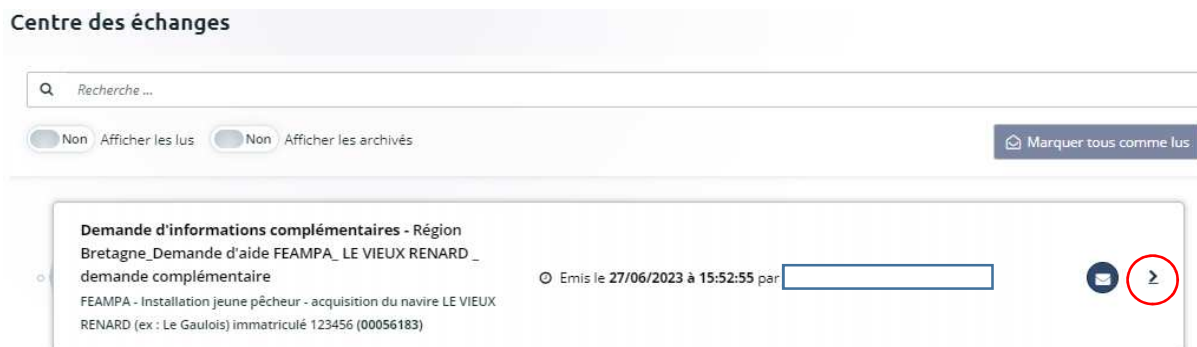 Centre des échanges
Recherche ...
Non Afficher les lus Non Afficher les archivés
Marquer tous comme lus
Demande d'informations complémentaires - Région
Bretagne_Demande d'aide FEAMPA_ LE VIEUX RENARD _
demande complémentaire
FEAMPA - Installation jeune pêcheur - acquisition du navire LE VIEUX
RENARD (ex : Le Gaulois) immatriculé 123456 (00056183)
Emis le 27/06/2023 à 15:52:55 par